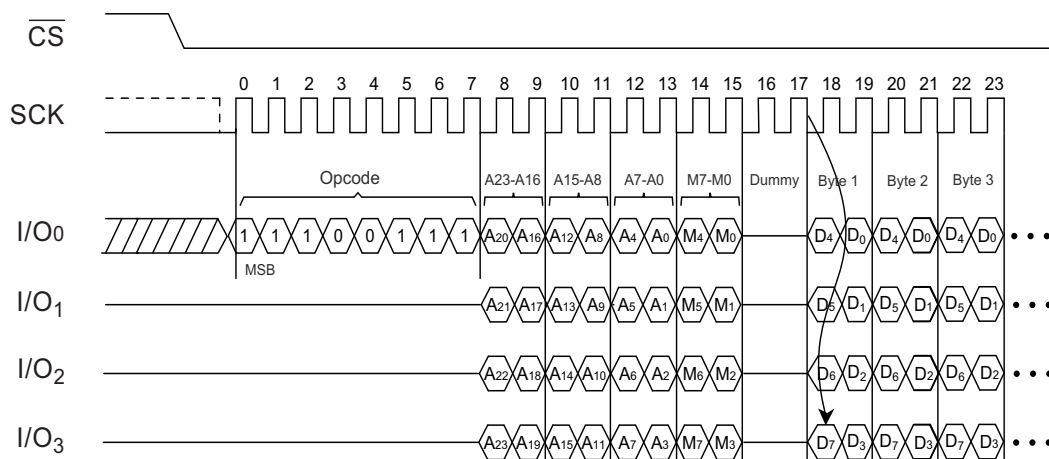 CS
0 1 2 3 4 5 6 7 8 9 10 11 12 13 14 15 16 17 18 19 20 21 22 23
SCK
Opcode A23-A16 A15-A8 A7-A0 M7-M0 Dummy Byte 1 Byte 2 Byte 3
I/O0 1 1 1 0 0 1 1 1 A20 A16 A12 A8 A4 A0 M4 M0 D4 D0 D4 D0 D4 D0
MSB
I/O1 A21 A17 A13 A9 A5 A1 M5 M1 D5 D1 D5 D1 D5 D1
I/O2 A22 A18 A14 A10 A6 A2 M6 M2 D6 D2 D6 D2 D6 D2
I/O3 A23 A19 A15 A11 A7 A3 M7 M3 D7 D3 D7 D3 D7 D3